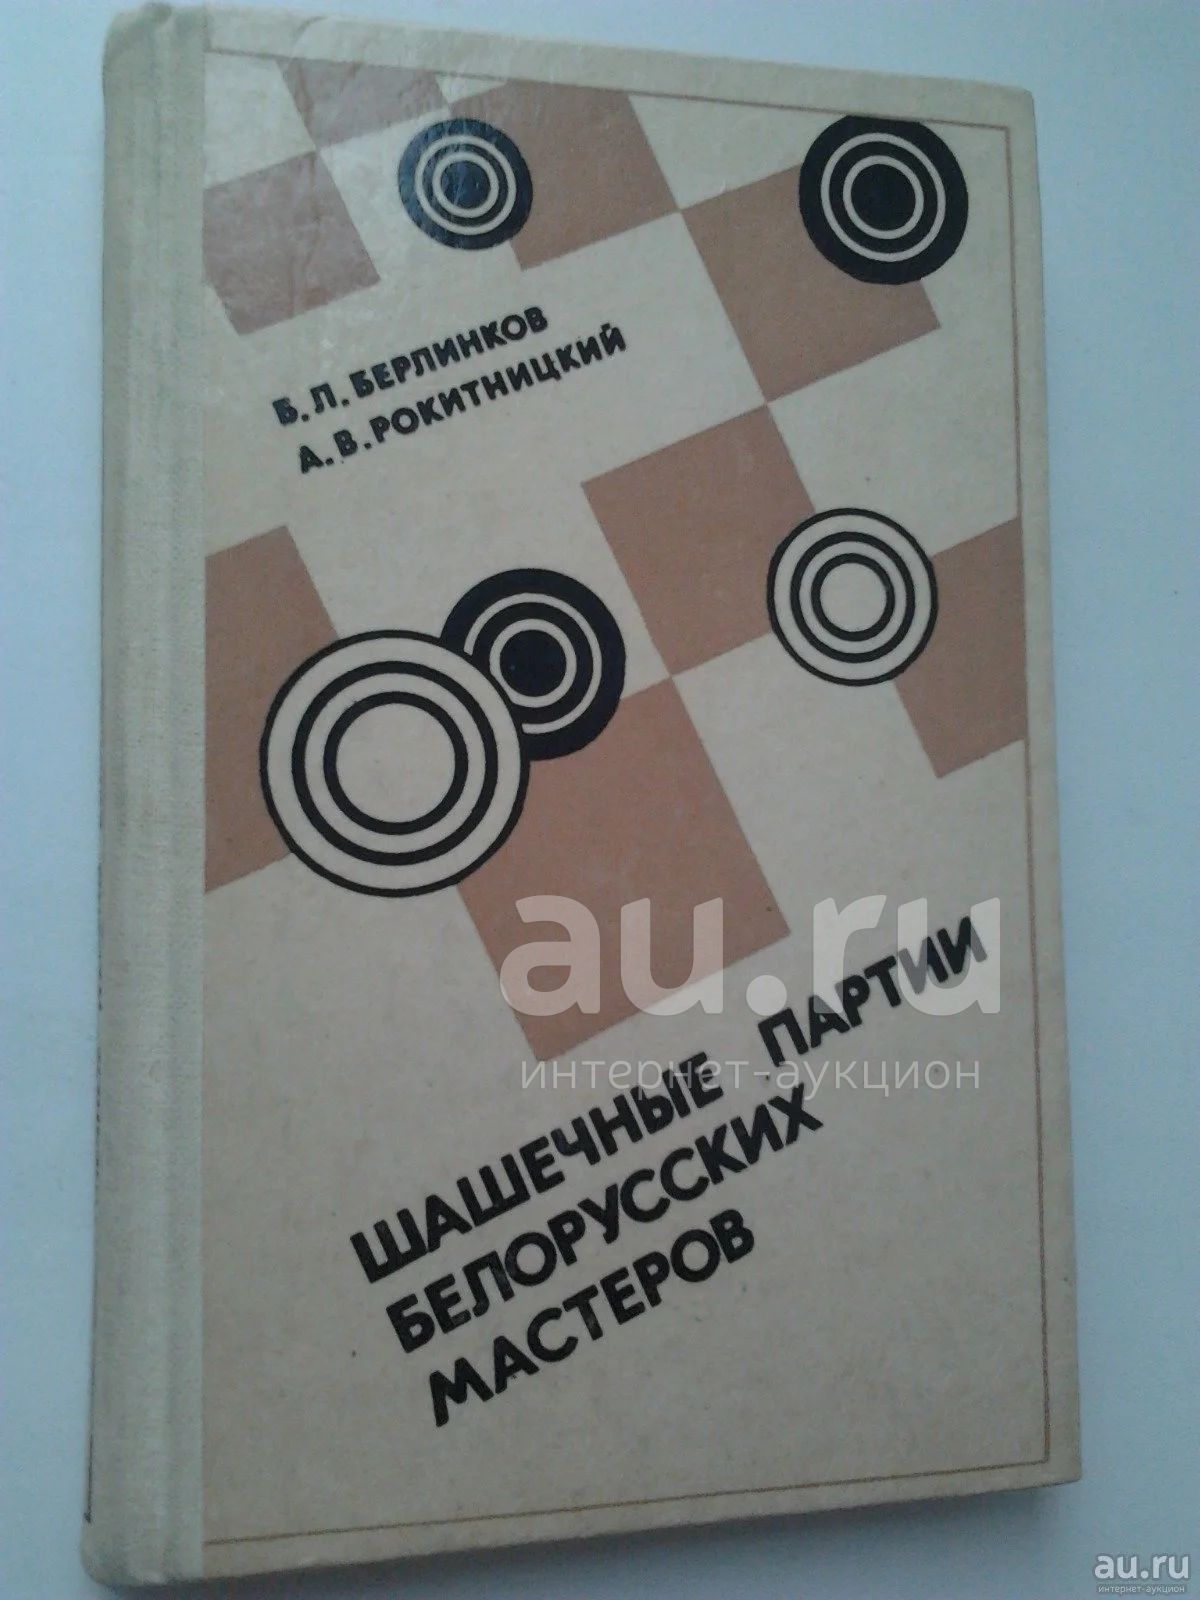 Б. Л. БЕРЛИНКОВ
А. В. РОКИТНИЦКИЙ
au.ru
интернет-аукцион
ШАШЕЧНЫЕ ПАРТИИ
БЕЛОРУССКИХ
МАСТЕРОВ
au.ru
интернет-аукцион